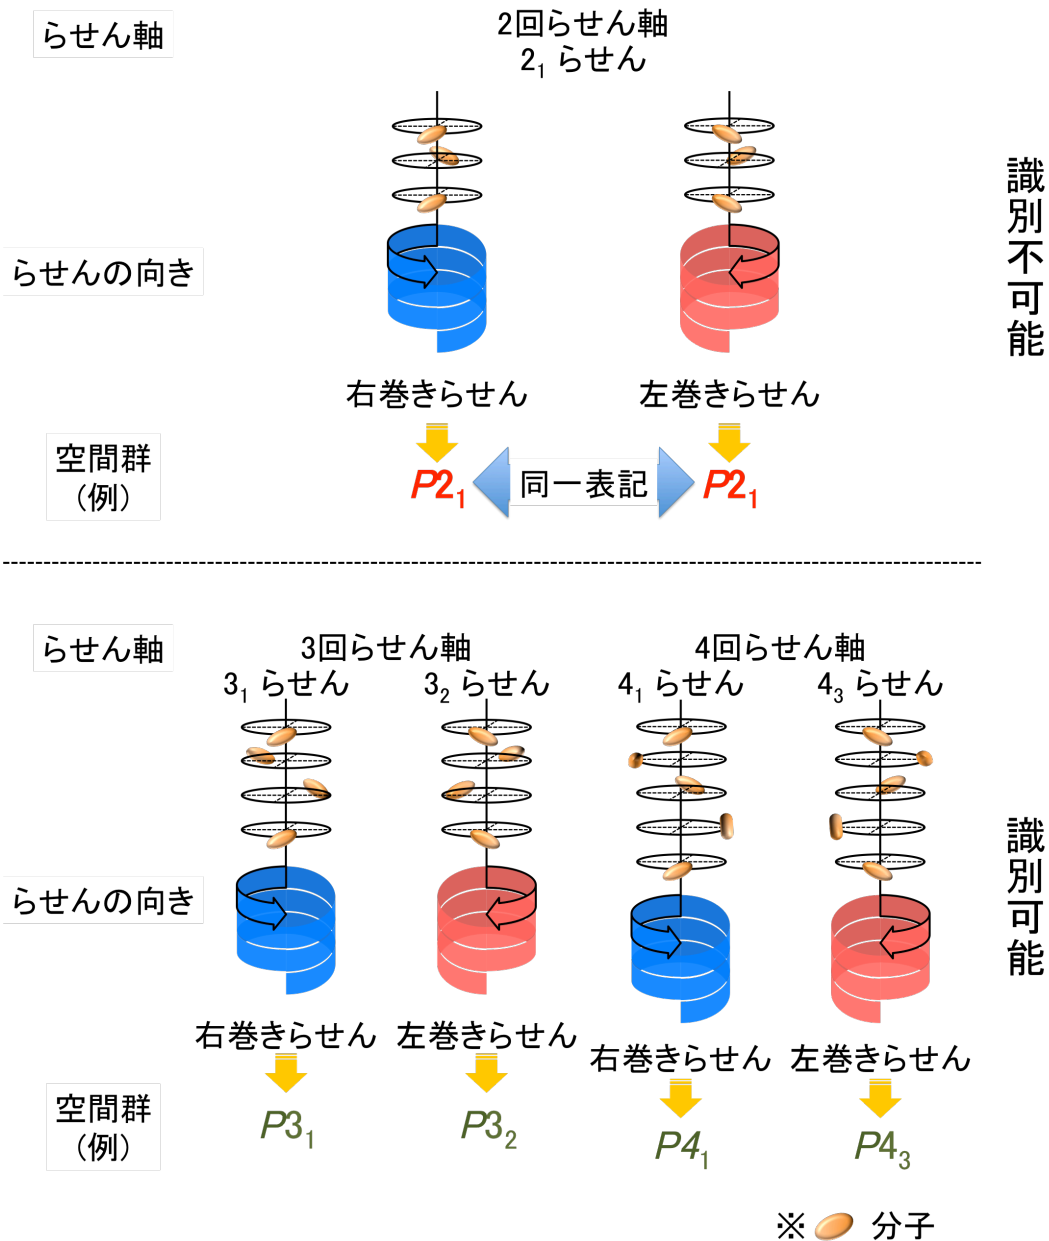 らせん軸
2回らせん軸
2₁ らせん
識別不可能
らせんの向き
右巻きらせん
左巻きらせん
空間群
(例)
P2₁
同一表記
P2₁
らせん軸
3回らせん軸
4回らせん軸
3₁ らせん
3₂ らせん
4₁ らせん
4₃ らせん
識別可能
らせんの向き
右巻きらせん
左巻きらせん
右巻きらせん
左巻きらせん
空間群
(例)
P3₁
P3₂
P4₁
P4₃
※ 分子